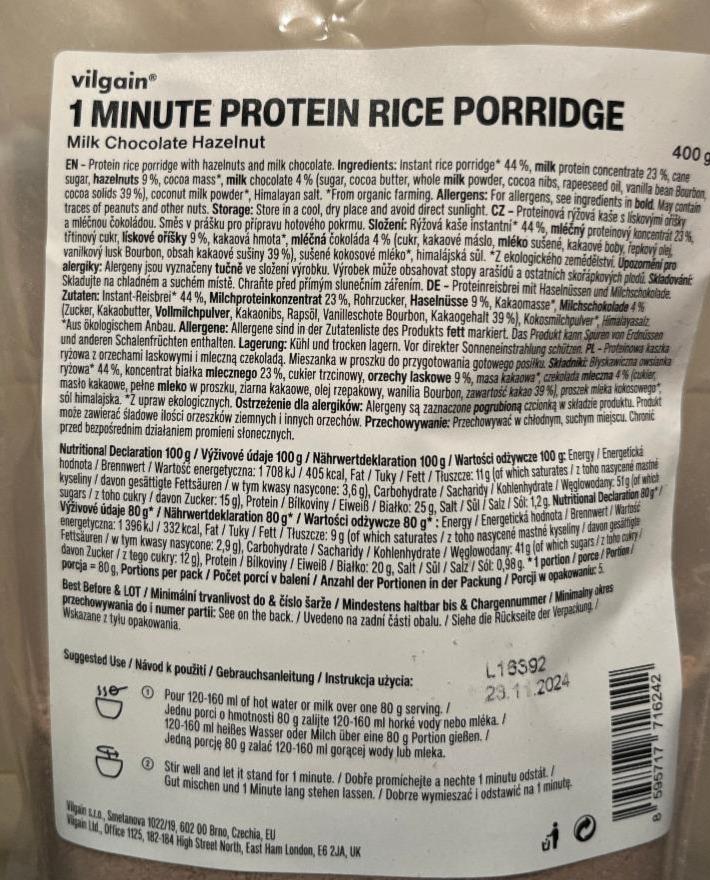 vilgain®
1 MINUTE PROTEIN RICE PORRIDGE
Milk Chocolate Hazelnut
400 g
EN - Protein rice porridge with hazelnuts and milk chocolate. Ingredients: Instant rice porridge* 44 %, milk protein concentrate 23 %, cane
sugar, hazelnuts 9 %, cocoa mass*, milk chocolate 4 % (sugar, cocoa butter, whole milk powder, cocoa nibs, rapeseed oil, vanilla bean Bourbon,
cocoa solids 39 %), coconut milk powder*, Himalayan salt. *From organic farming. Allergens: For allergens, see ingredients in bold. May contain
traces of peanuts and other nuts. Storage: Store in a cool, dry place and avoid direct sunlight. CZ - Proteinová rýžová kaše s lískovými oříšky
a mléčnou čokoládou. Směs v prášku pro přípravu hotového pokrmu. Složení: Rýžová kaše instantní* 44 %, mléčný proteinový koncentrát 23 %,
třtinový cukr, lískové oříšky 9 %, kakaová hmota*, mléčná čokoláda 4 % (cukr, kakaové máslo, mléko sušené, kakaové boby, řepkový olej,
vanilkový lusk Bourbon, obsah kakaové sušiny 39 %), sušené kokosové mléko*, himalájská sůl. *Z ekologického zemědělství. Upozornění pro
alergiky: Alergeny jsou vyznačeny tučně ve složení výrobku. Výrobek může obsahovat stopy arašídů a ostatních skořápkových plodů. Skladování:
Skladujte na chladném a suchém místě. Chraňte před přímým slunečním zářením. DE - Proteinreisbrei mit Haselnüssen und Milchschokolade.
Zutaten: Instant-Reisbrei* 44 %, Milchproteinkonzentrat 23 %, Rohrzucker, Haselnüsse 9 %, Kakaomasse*, Milchschokolade 4 %
(Zucker, Kakaobutter, Vollmilchpulver, Kakaonibs, Rapsöl, Vanilleschote Bourbon, Kakaogehalt 39 %), Kokosmilchpulver*, Himalayasalz.
*Aus ökologischem Anbau. Allergene: Allergene sind in der Zutatenliste des Produkts fett markiert. Das Produkt kann Spuren von Erdnüssen
und anderen Schalenfrüchten enthalten. Lagerung: Kühl und trocken lagern. Vor direkter Sonneneinstrahlung schützen. PL - Proteinowa kaszka
ryżowa z orzechami laskowymi i mleczną czekoladą. Mieszanka w proszku do przygotowania gotowego posiłku. Składniki: Błyskawiczna owsianka
ryżowa* 44 %, koncentrat białka mlecznego 23 %, cukier trzcinowy, orzechy laskowe 9 %, masa kakaowa*, czekolada mleczna 4 % (cukier,
masło kakaowe, pełne mleko w proszku, ziarna kakaowe, olej rzepakowy, wanilia Bourbon, zawartość kakao 39 %), proszek mleka kokosowego*,
sól himalajska. *Z upraw ekologicznych. Ostrzeżenie dla alergików: Alergeny są zaznaczone pogrubioną czcionką w składzie produktu. Produkt
może zawierać śladowe ilości orzeszków ziemnych i innych orzechów. Przechowywanie: Przechowywać w chłodnym, suchym miejscu. Chronić
przed bezpośrednim działaniem promieni słonecznych.
Nutritional Declaration 100 g / Výživové údaje 100 g / Nährwertdeklaration 100 g / Wartości odżywcze 100 g: Energy / Energetická
hodnota / Brennwert / Wartość energetyczna: 1 708 kJ / 405 kcal, Fat / Tuky / Fett / Tłuszcze: 11 g (of which saturates / z toho nasycené mastné
kyseliny / davon gesättigte Fettsäuren / w tym kwasy nasycone: 3,6 g), Carbohydrate / Sacharidy / Kohlenhydrate / Węglowodany: 51 g (of which
sugars / z toho cukry / davon Zucker: 15 g), Protein / Bílkoviny / Eiweiß / Białko: 25 g, Salt / Sůl / Salz / Sól: 1,2 g. Nutritional Declaration 80 g* /
Výživové údaje 80 g* / Nährwertdeklaration 80 g* / Wartości odżywcze 80 g* : Energy / Energetická hodnota / Brennwert / Wartość
energetyczna: 1 396 kJ / 332 kcal, Fat / Tuky / Fett / Tłuszcze: 9 g (of which saturates / z toho nasycené mastné kyseliny / davon gesättigte
Fettsäuren / w tym kwasy nasycone: 2,9 g), Carbohydrate / Sacharidy / Kohlenhydrate / Węglowodany: 41 g (of which sugars / z toho cukry /
davon Zucker / z tego cukry: 12 g), Protein / Bílkoviny / Eiweiß / Białko: 20 g, Salt / Sůl / Salz / Sól: 0,98 g. * 1 portion / porce / Portion /
porcja = 80 g, Portions per pack / Počet porcí v balení / Anzahl der Portionen in der Packung / Porcji w opakowaniu: 5.
Best Before & LOT / Minimální trvanlivost do & číslo šarže / Mindestens haltbar bis & Chargennummer / Minimalny okres
przechowywania do i numer partii: See on the back. / Uvedeno na zadní části obalu. / Siehe die Rückseite der Verpackung. /
Wskazane z tyłu opakowania.
Suggested Use / Návod k použití / Gebrauchsanleitung / Instrukcja użycia:
L16392
23.11.2024
① Pour 120-160 ml of hot water or milk over one 80 g serving. /
Jednu porci o hmotnosti 80 g zalijte 120-160 ml horké vody nebo mléka. /
120-160 ml heißes Wasser oder Milch über eine 80 g Portion gießen. /
Jedną porcję 80 g zalać 120-160 ml gorącej wody lub mleka.
② Stir well and let it stand for 1 minute. / Dobře promíchejte a nechte 1 minutu odstát. /
Gut mischen und 1 Minute lang stehen lassen. / Dobrze wymieszać i odstawić na 1 minutę.
8 595717 716242
Vilgain s.r.o., Smetanova 1022/19, 602 00 Brno, Czechia, EU
Vilgain Ltd., Office 1125, 182-184 High Street North, East Ham London, E6 2JA, UK